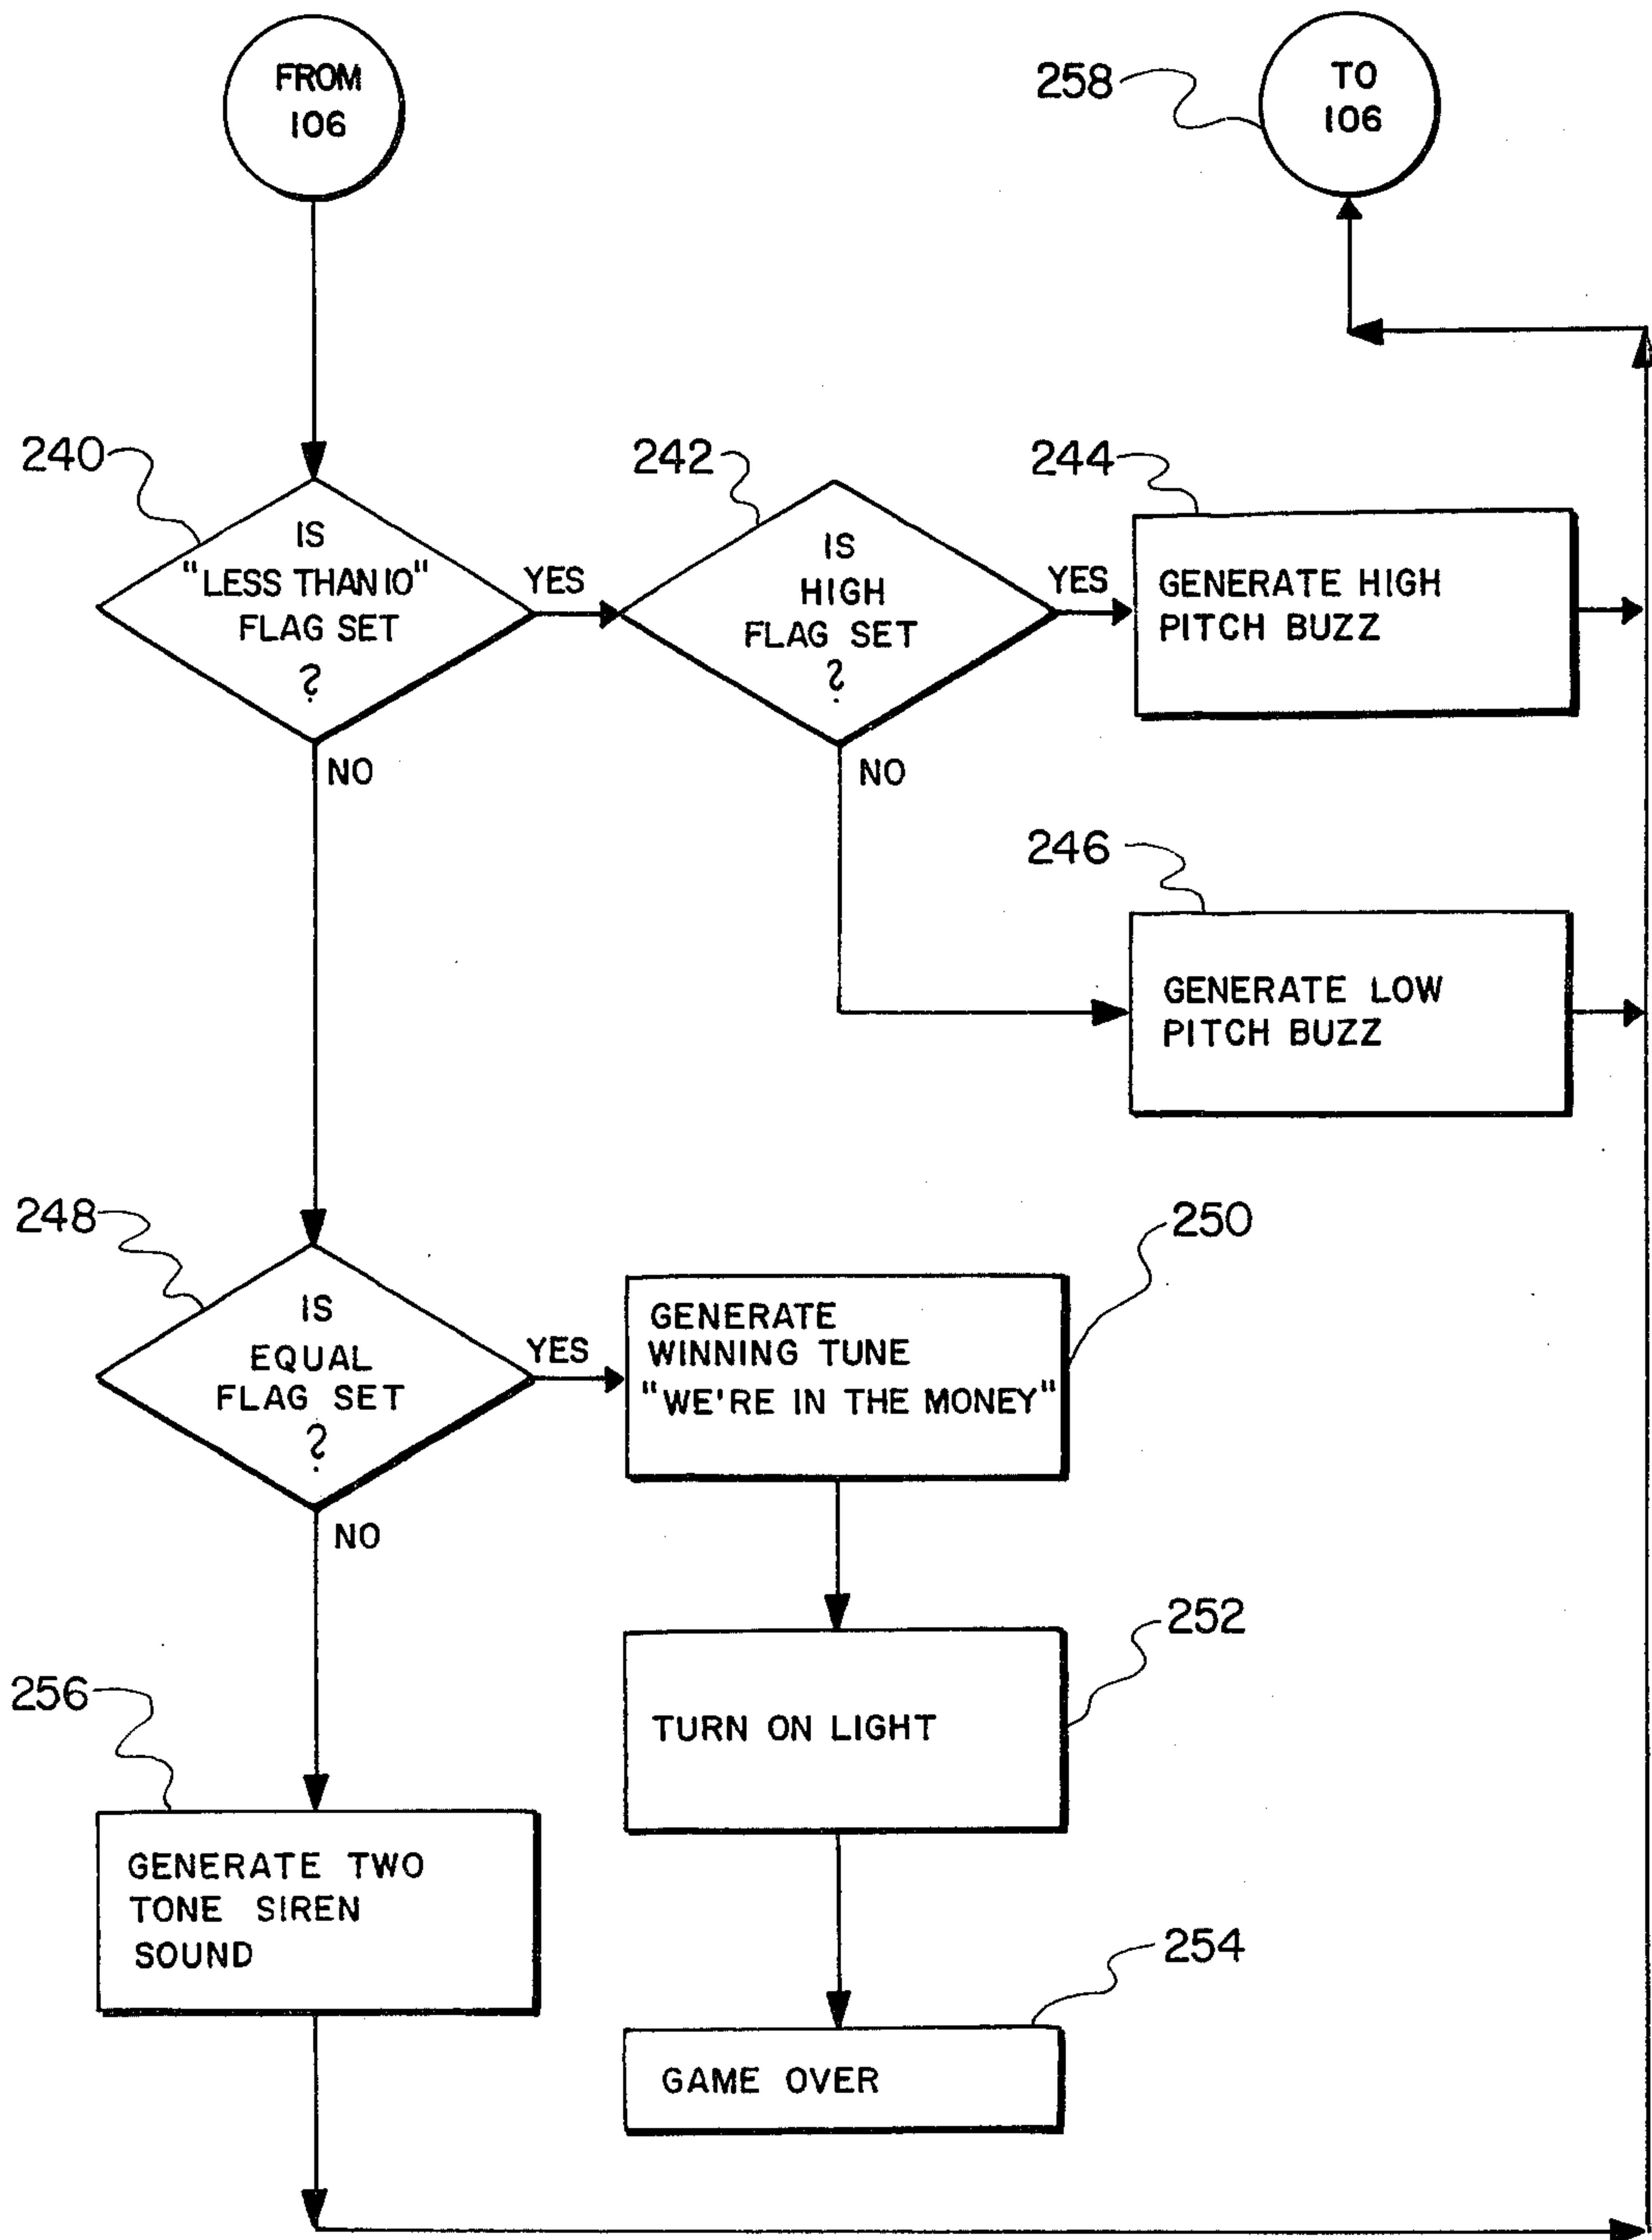 FROM
106
258
TO
106
240
IS
"LESS THAN 10"
FLAG SET
?
YES
NO
242
IS
HIGH
FLAG SET
?
YES
NO
244
GENERATE HIGH
PITCH BUZZ
246
GENERATE LOW
PITCH BUZZ
248
IS
EQUAL
FLAG SET
?
YES
NO
250
GENERATE
WINNING TUNE
"WE'RE IN THE MONEY"
252
TURN ON LIGHT
256
GENERATE TWO
TONE SIREN
SOUND
254
GAME OVER